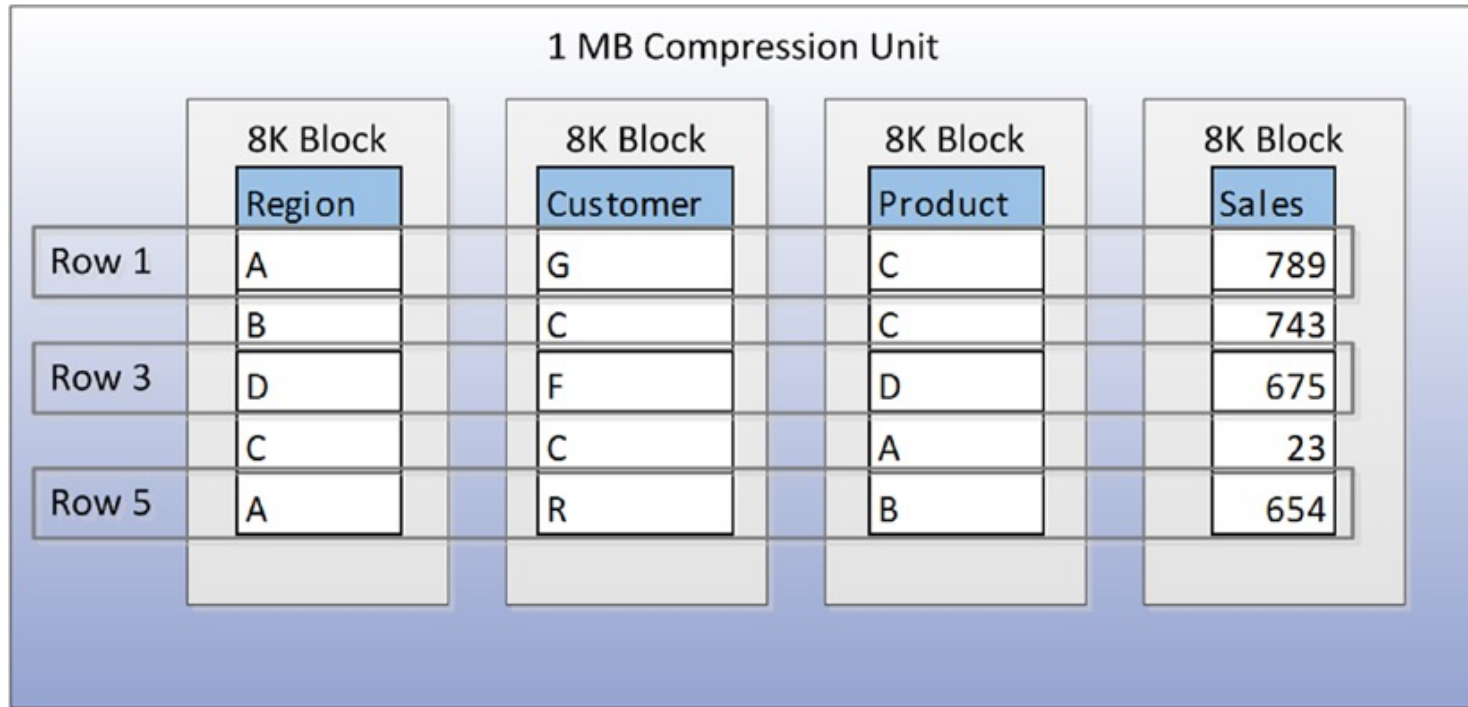 1 MB Compression Unit
8K Block 8K Block 8K Block 8K Block
Region Customer Product Sales
Row 1 A G C 789
B C C 743
Row 3 D F D 675
C C A 23
Row 5 A R B 654